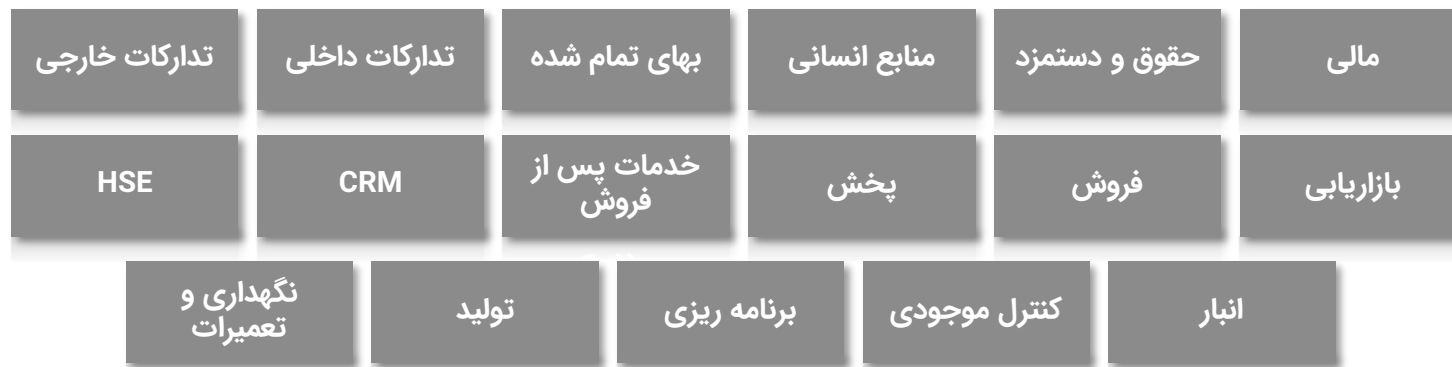 مالی
حقوق و دستمزد
منابع انسانی
بهای تمام شده
تدارکات داخلی
تدارکات خارجی
بازاریابی
فروش
پخش
خدمات پس از
فروش
CRM
HSE
انبار
کنترل موجودی
برنامه ریزی
تولید
نگهداری و
تعمیرات